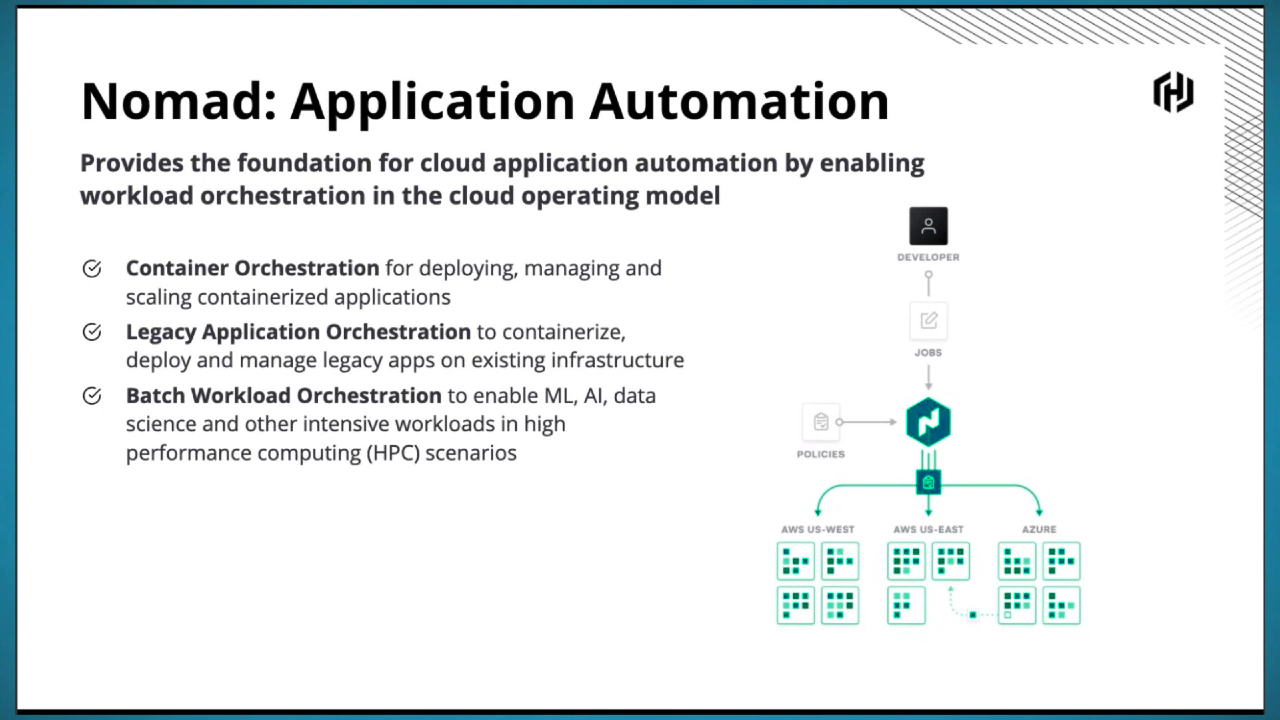 Nomad: Application Automation
Provides the foundation for cloud application automation by enabling
workload orchestration in the cloud operating model
Container Orchestration for deploying, managing and
scaling containerized applications
Legacy Application Orchestration to containerize,
deploy and manage legacy apps on existing infrastructure
Batch Workload Orchestration to enable ML, AI, data
science and other intensive workloads in high
performance computing (HPC) scenarios
DEVELOPER
JOBS
POLICIES
AWS US-WEST
AWS US-EAST
AZURE